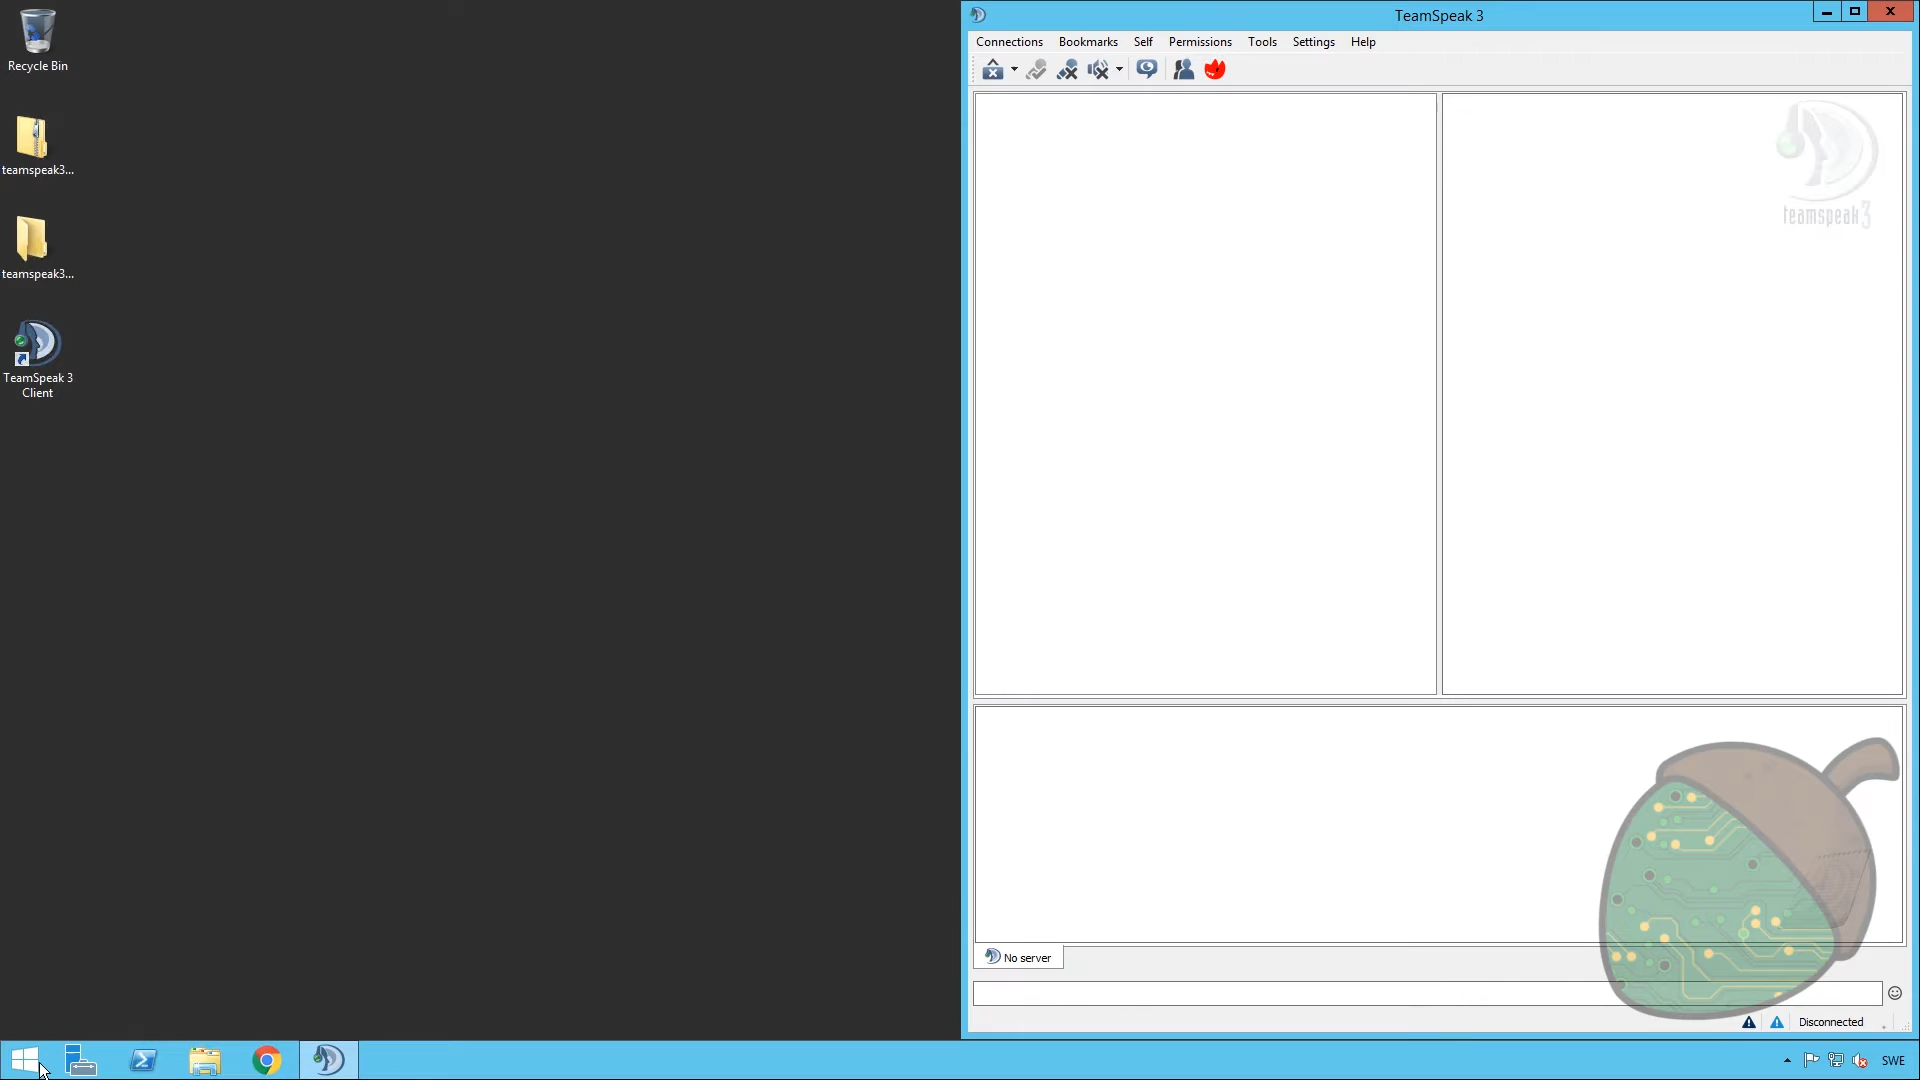 Recycle Bin
teamspeak3...
teamspeak3...
TeamSpeak 3
Client
TeamSpeak 3
Connections Bookmarks Self Permissions Tools Settings Help
teamspeak3
No server
Disconnected
SWE